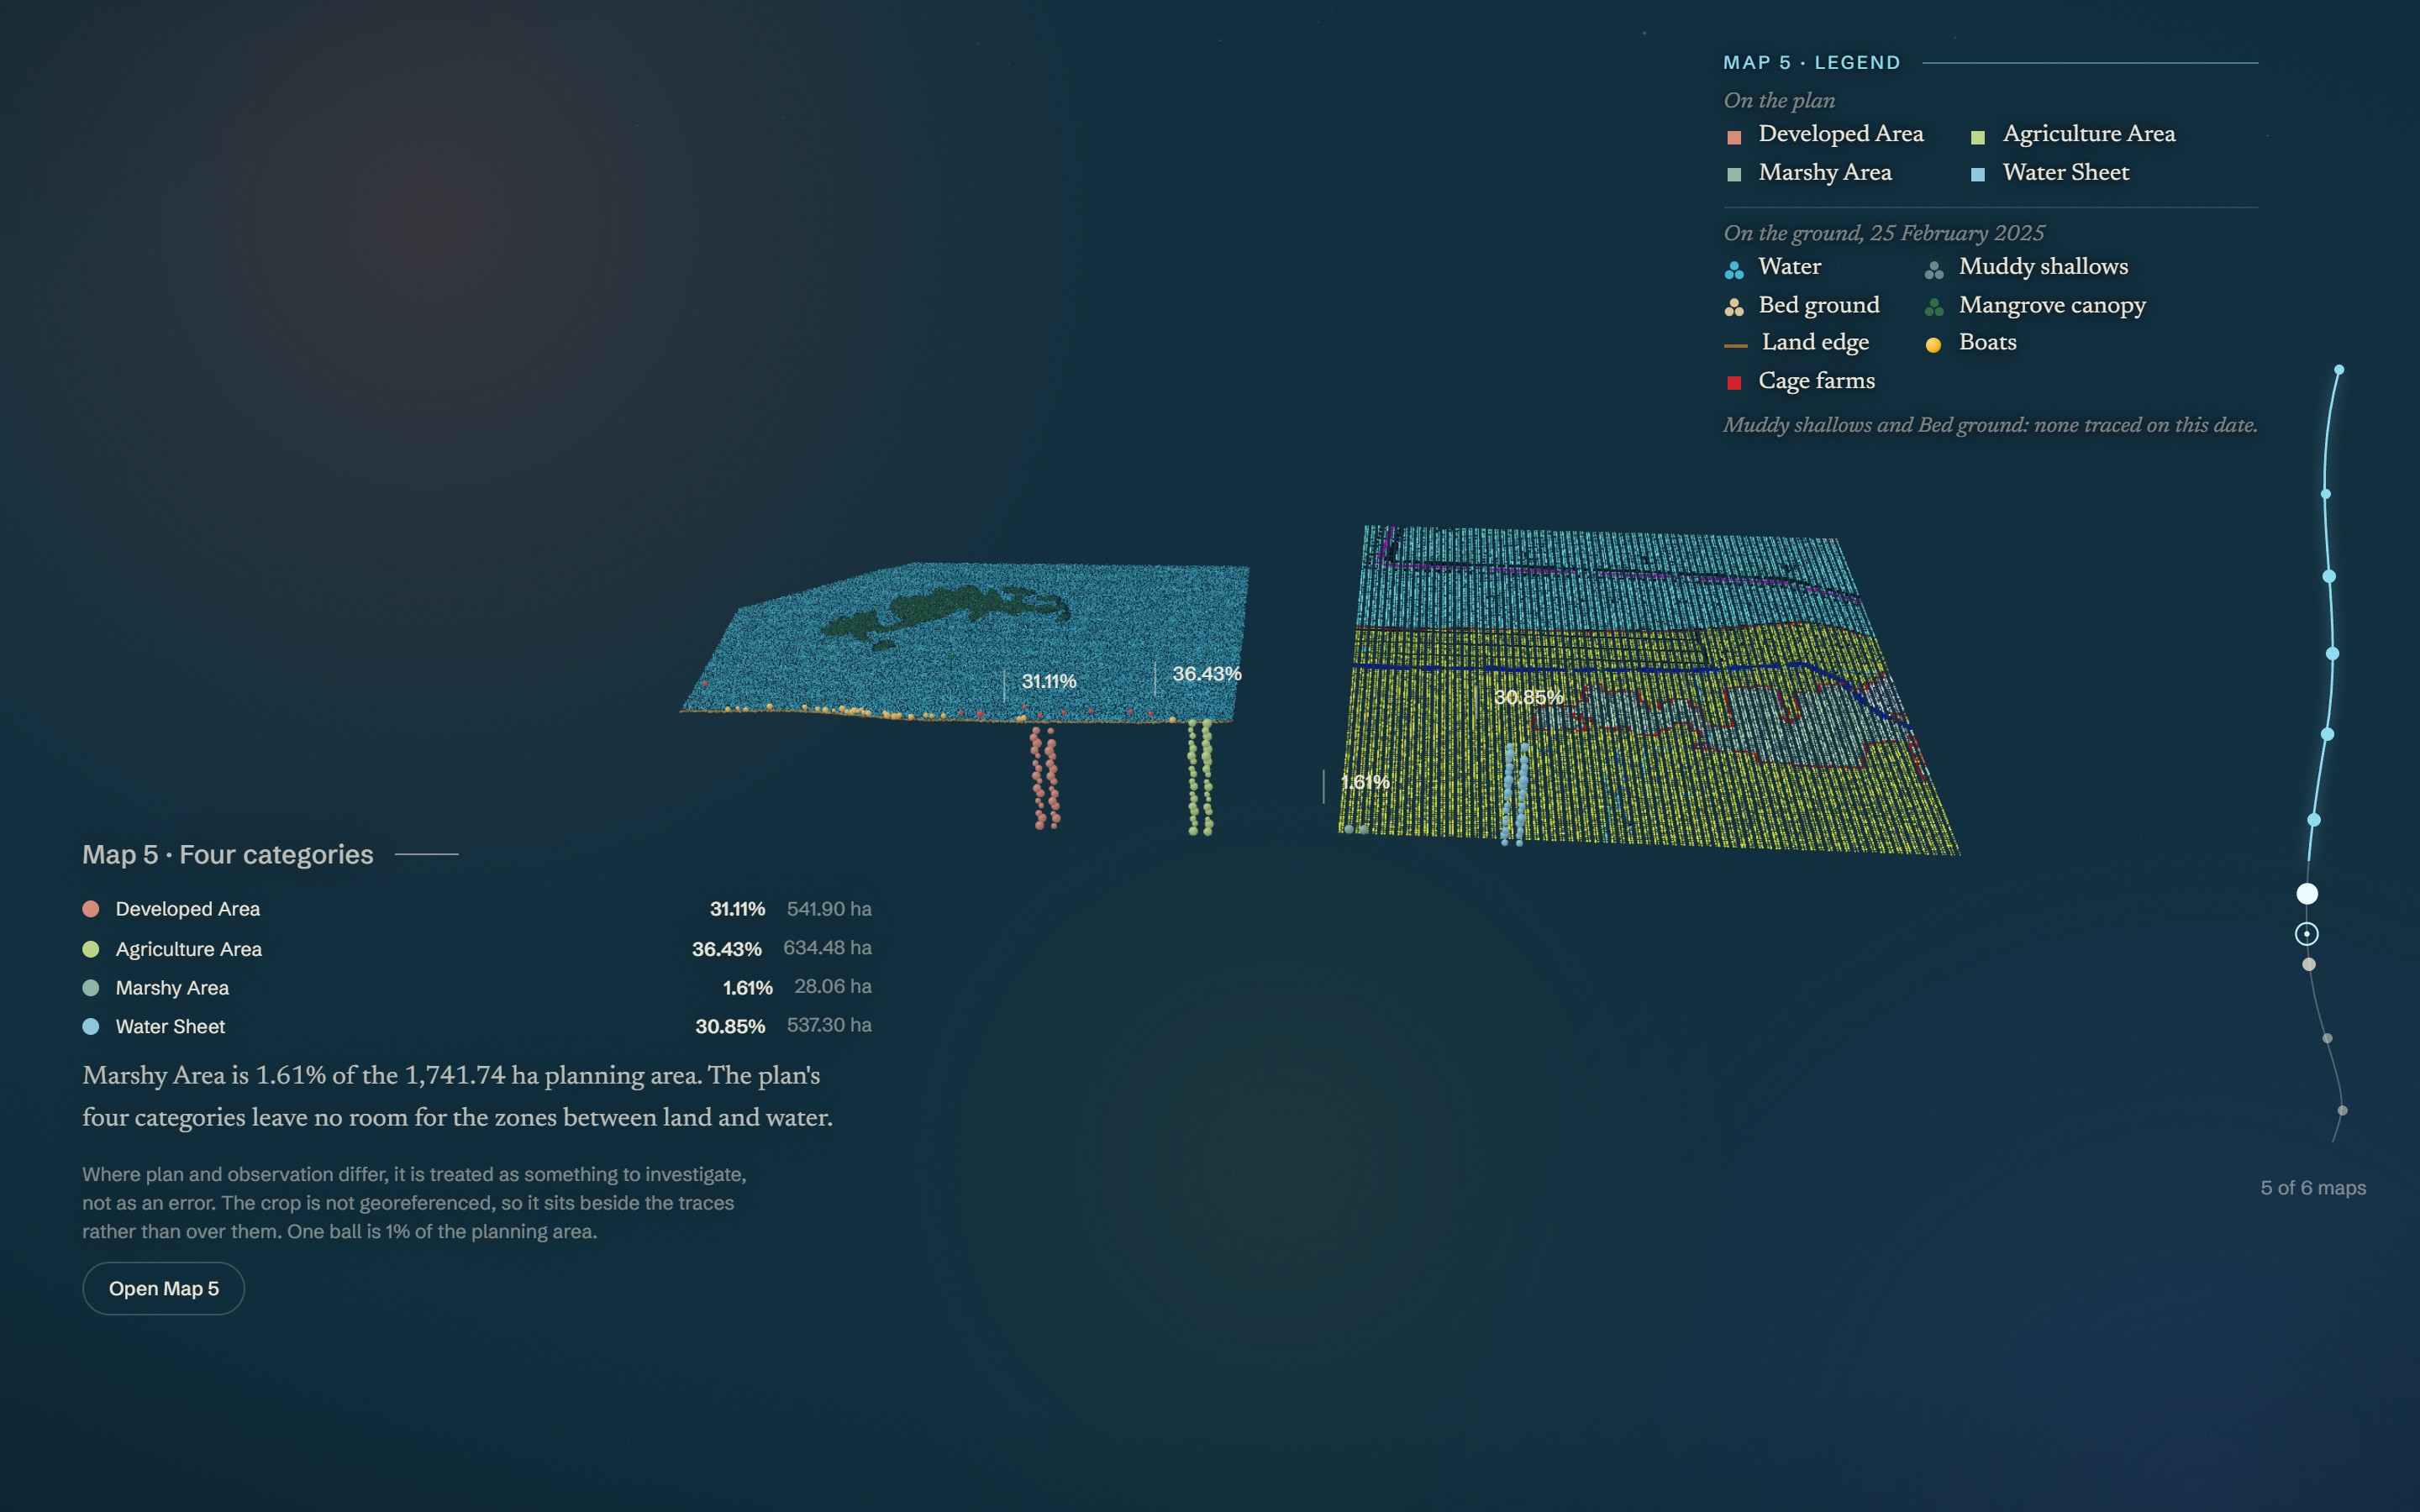 MAP 5 · LEGEND
On the plan
Developed Area
Agriculture Area
Marshy Area
Water Sheet
On the ground, 25 February 2025
Water
Muddy shallows
Bed ground
Mangrove canopy
Land edge
Boats
Cage farms
Muddy shallows and Bed ground: none traced on this date.
31.11%
36.43%
30.85%
1.61%
Map 5 · Four categories
Developed Area 31.11% 541.90 ha
Agriculture Area 36.43% 634.48 ha
Marshy Area 1.61% 28.06 ha
Water Sheet 30.85% 537.30 ha
Marshy Area is 1.61% of the 1,741.74 ha planning area. The plan's
four categories leave no room for the zones between land and water.
Where plan and observation differ, it is treated as something to investigate,
not as an error. The crop is not georeferenced, so it sits beside the traces
rather than over them. One ball is 1% of the planning area.
Open Map 5
5 of 6 maps